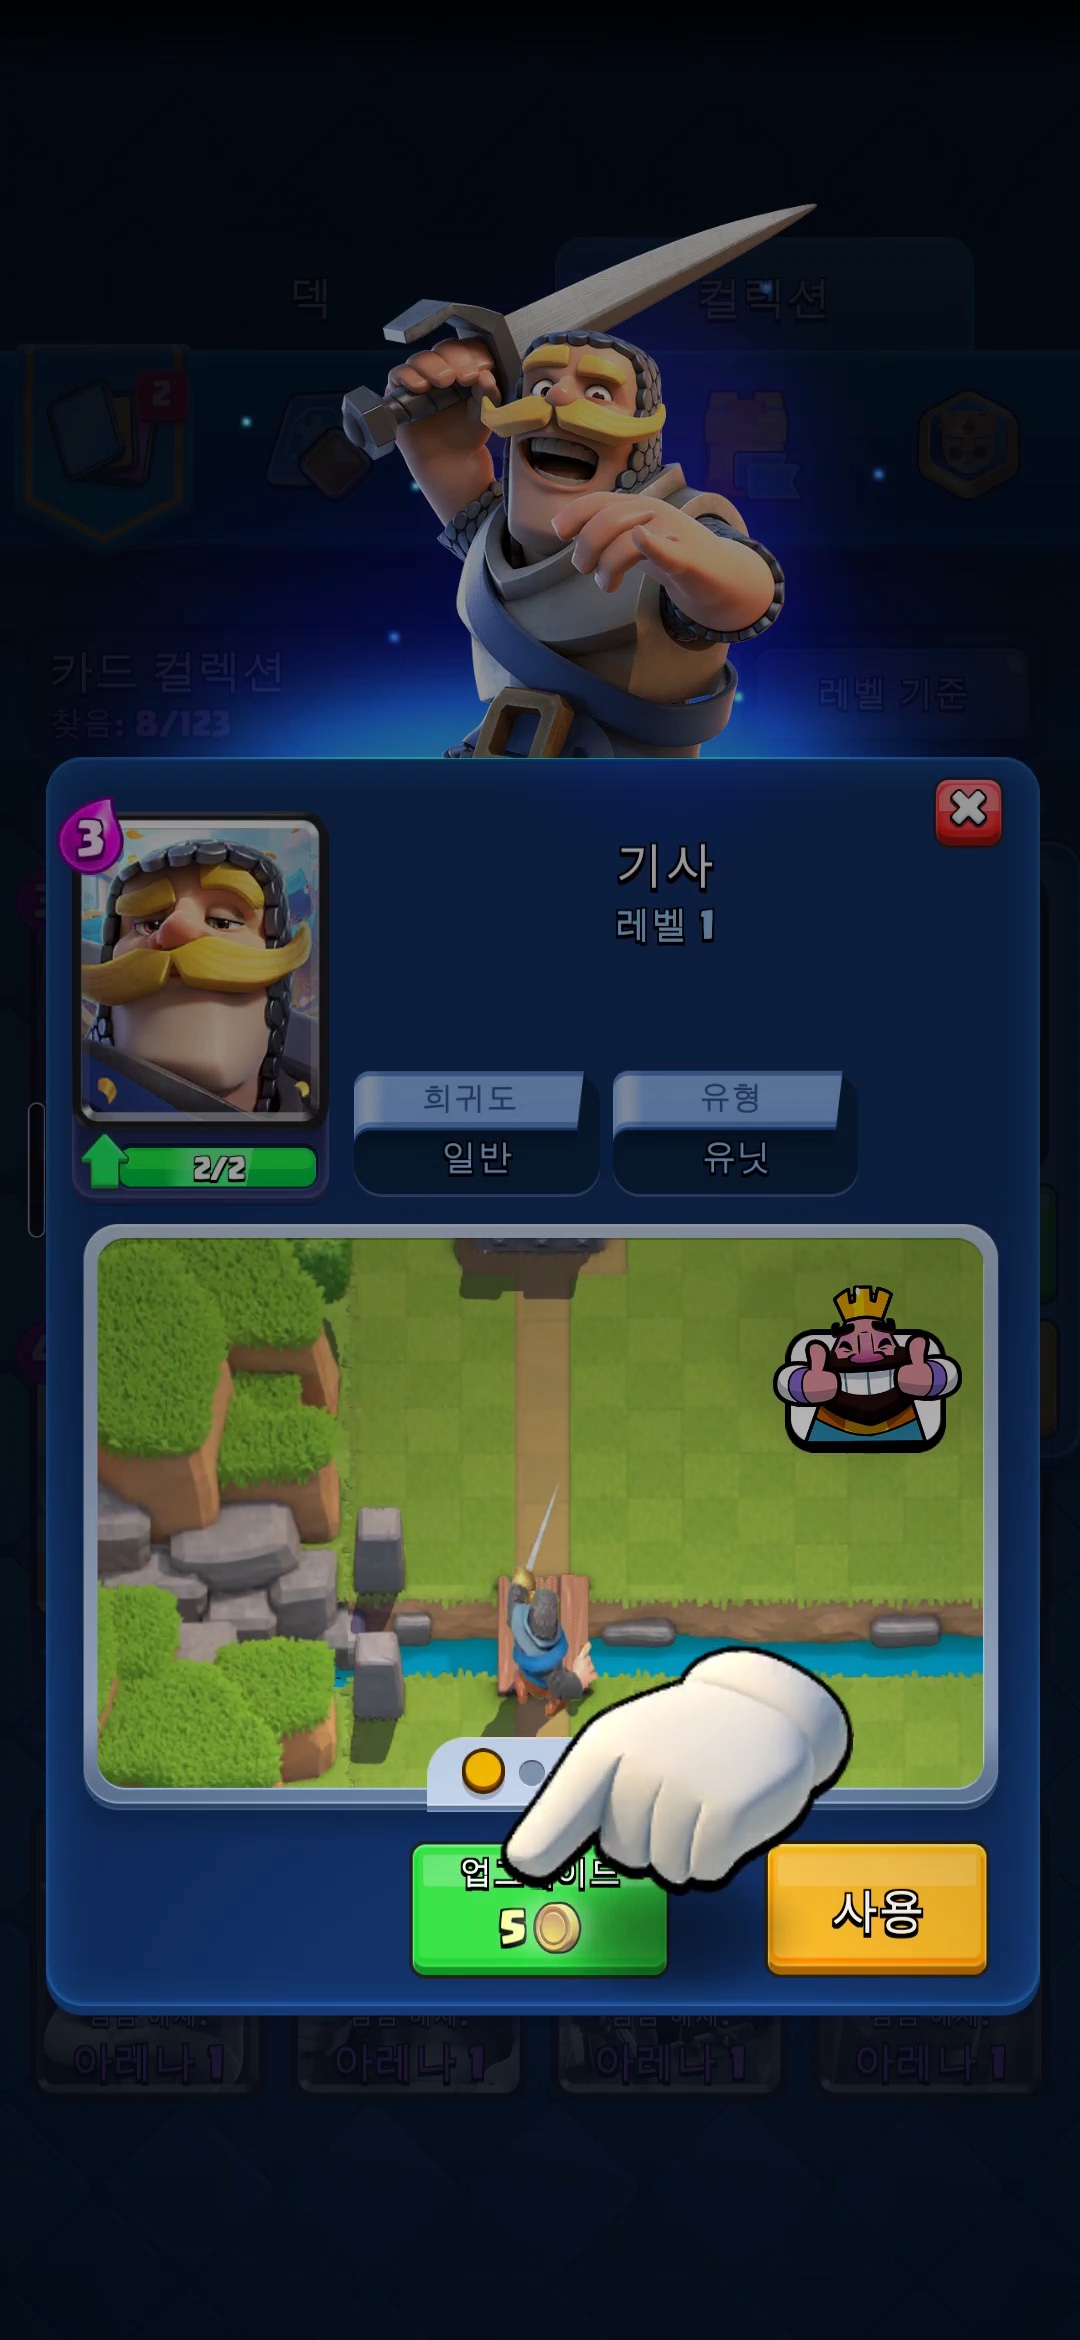 덱
컬렉션
2
카드 컬렉션
찾음: 8/123
레벨 기준
3
기사
레벨 1
희귀도
유형
일반
유닛
2/2
5
사용
아레나 1
아레나 1
아레나 1
아레나 1